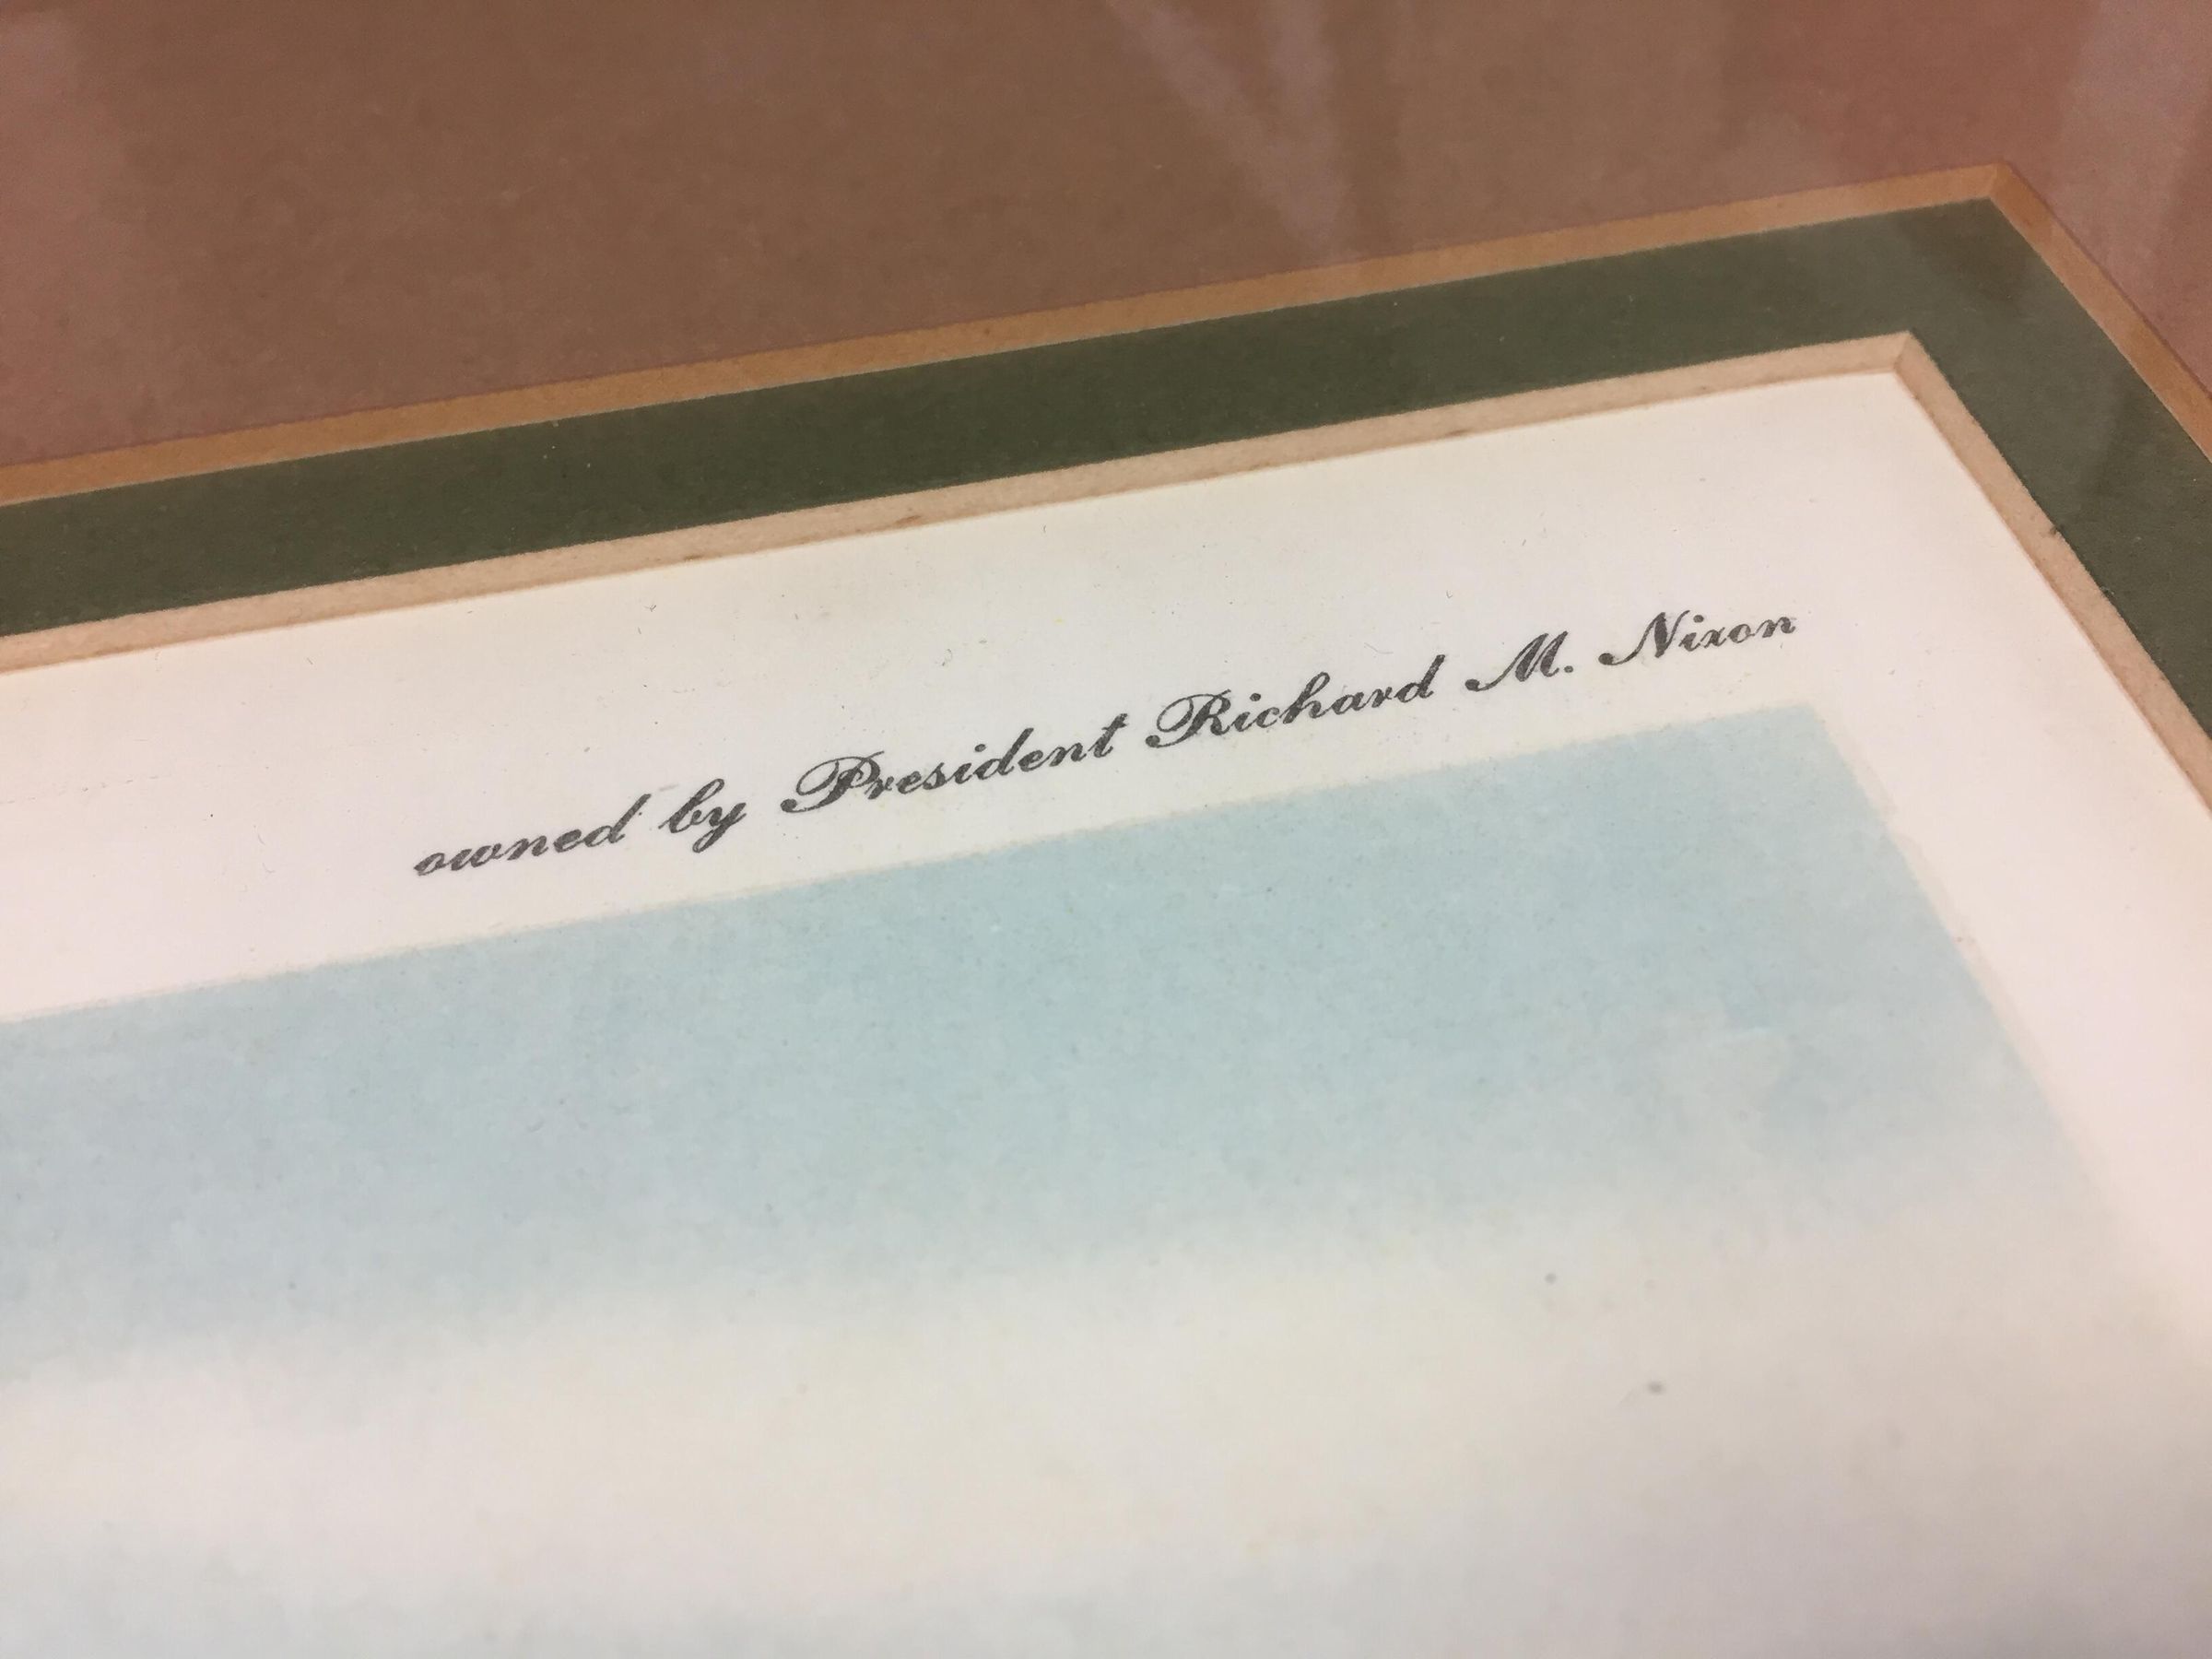 owned by President Richard M. Nixon